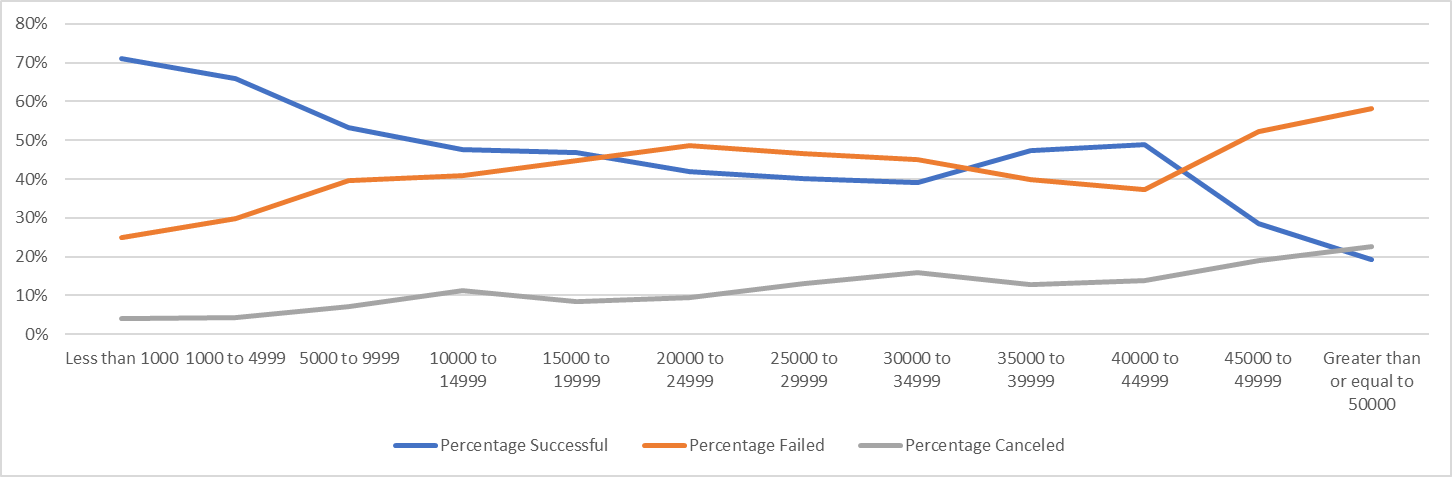 80%
70%
60%
50%
40%
30%
20%
10%
0%
Less than 1000
1000 to 4999
5000 to 9999
10000 to
14999
15000 to
19999
20000 to
24999
25000 to
29999
30000 to
34999
35000 to
39999
40000 to
44999
45000 to
49999
Greater than
or equal to
50000
Percentage Successful
Percentage Failed
Percentage Canceled